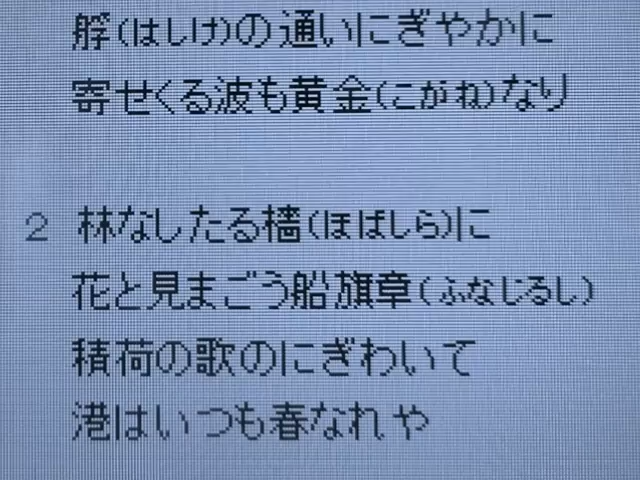 艀(はしけ)の通いにぎやかに
寄せくる波も黄金(こがね)なり
2 林なしたる檣(ほばしら)に
花と見まごう船旗章(ふなじるし)
積荷の歌のにぎわいて
港はいつも春なれや